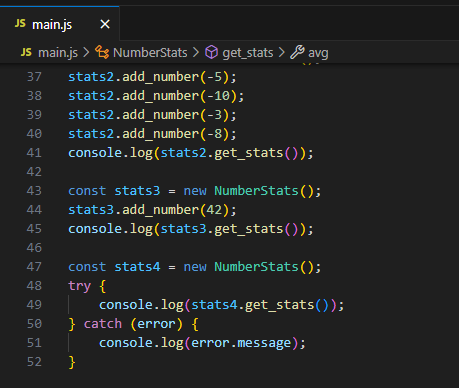 JS main.js ×
JS main.js > NumberStats > get_stats > avg
37 stats2.add_number(-5);
38 stats2.add_number(-10);
39 stats2.add_number(-3);
40 stats2.add_number(-8);
41 console.log(stats2.get_stats());
42
43 const stats3 = new NumberStats();
44 stats3.add_number(42);
45 console.log(stats3.get_stats());
46
47 const stats4 = new NumberStats();
48 try {
49     console.log(stats4.get_stats());
50 } catch (error) {
51     console.log(error.message);
52 }